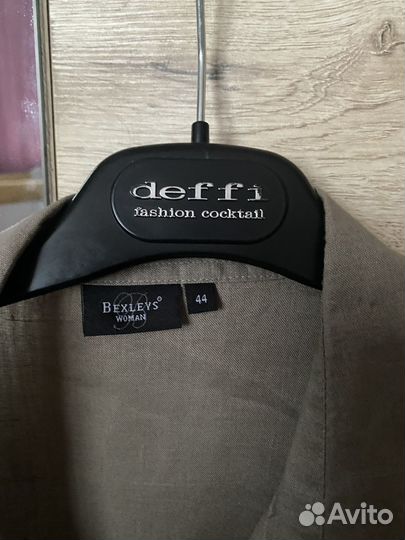 deffi
fashion cocktail
BEXLEYS®
WOMAN
44
Avito